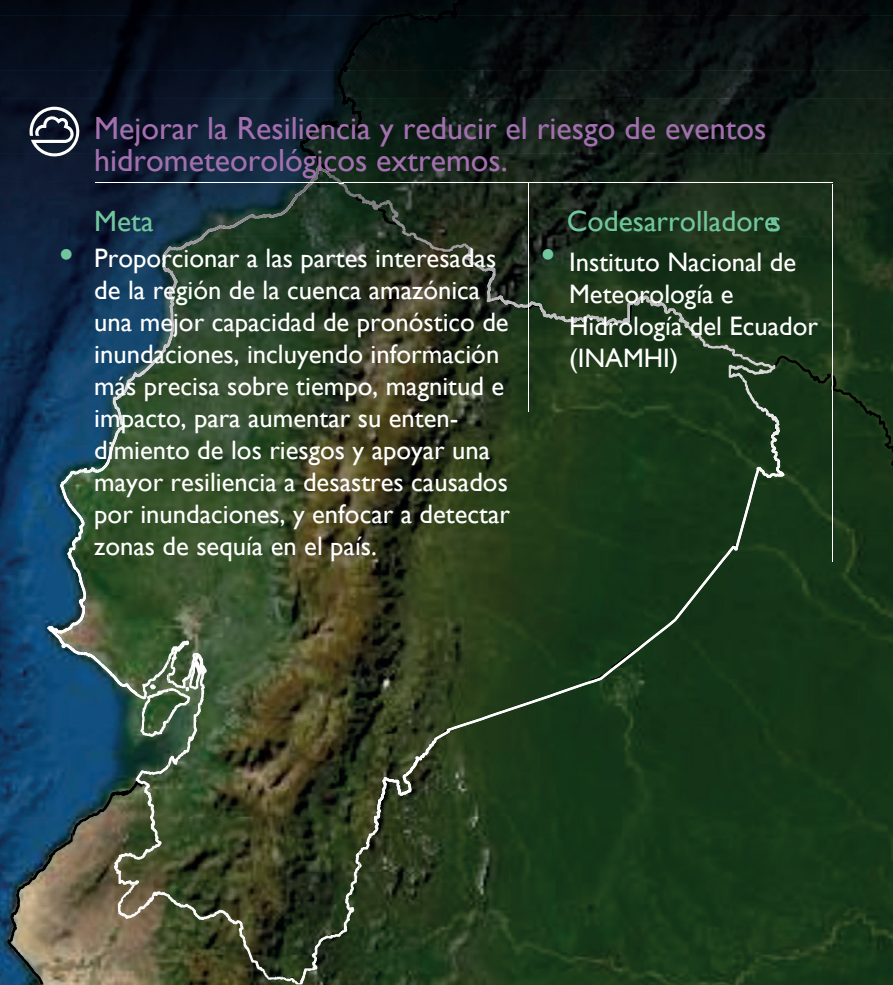 Mejorar la Resiliencia y reducir el riesgo de eventos
hidrometeorológicos extremos.
Meta
• Proporcionar a las partes interesadas
de la región de la cuenca amazónica
una mejor capacidad de pronóstico de
inundaciones, incluyendo información
más precisa sobre tiempo, magnitud e
impacto, para aumentar su enten-
dimiento de los riesgos y apoyar una
mayor resiliencia a desastres causados
por inundaciones, y enfocar a detectar
zonas de sequía en el país.
Codesarrolladores
• Instituto Nacional de
Meteorología e
Hidrología del Ecuador
(INAMHI)